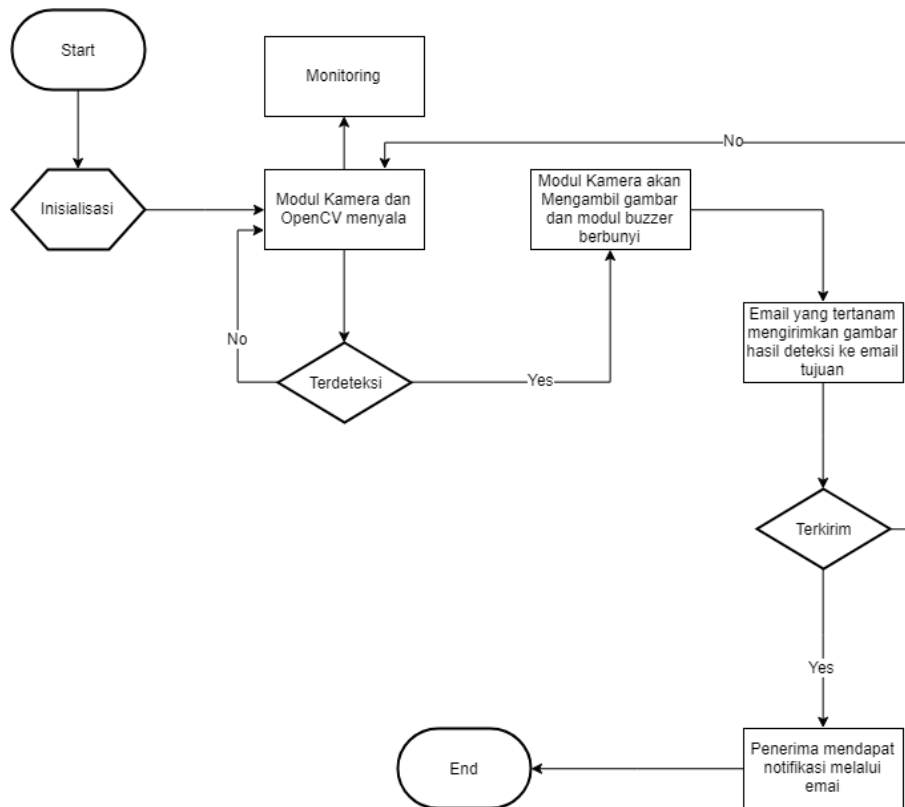 Start
Monitoring
No
Inisialisasi
Modul Kamera dan
OpenCV menyala
Modul Kamera akan
Mengambil gambar
dan modul buzzer
berbunyi
Email yang tertanam
mengirimkan gambar
hasil deteksi ke email
tujuan
No
Terdeteksi
Yes
Terkirim
Yes
Penerima mendapat
notifikasi melalui
emai
End